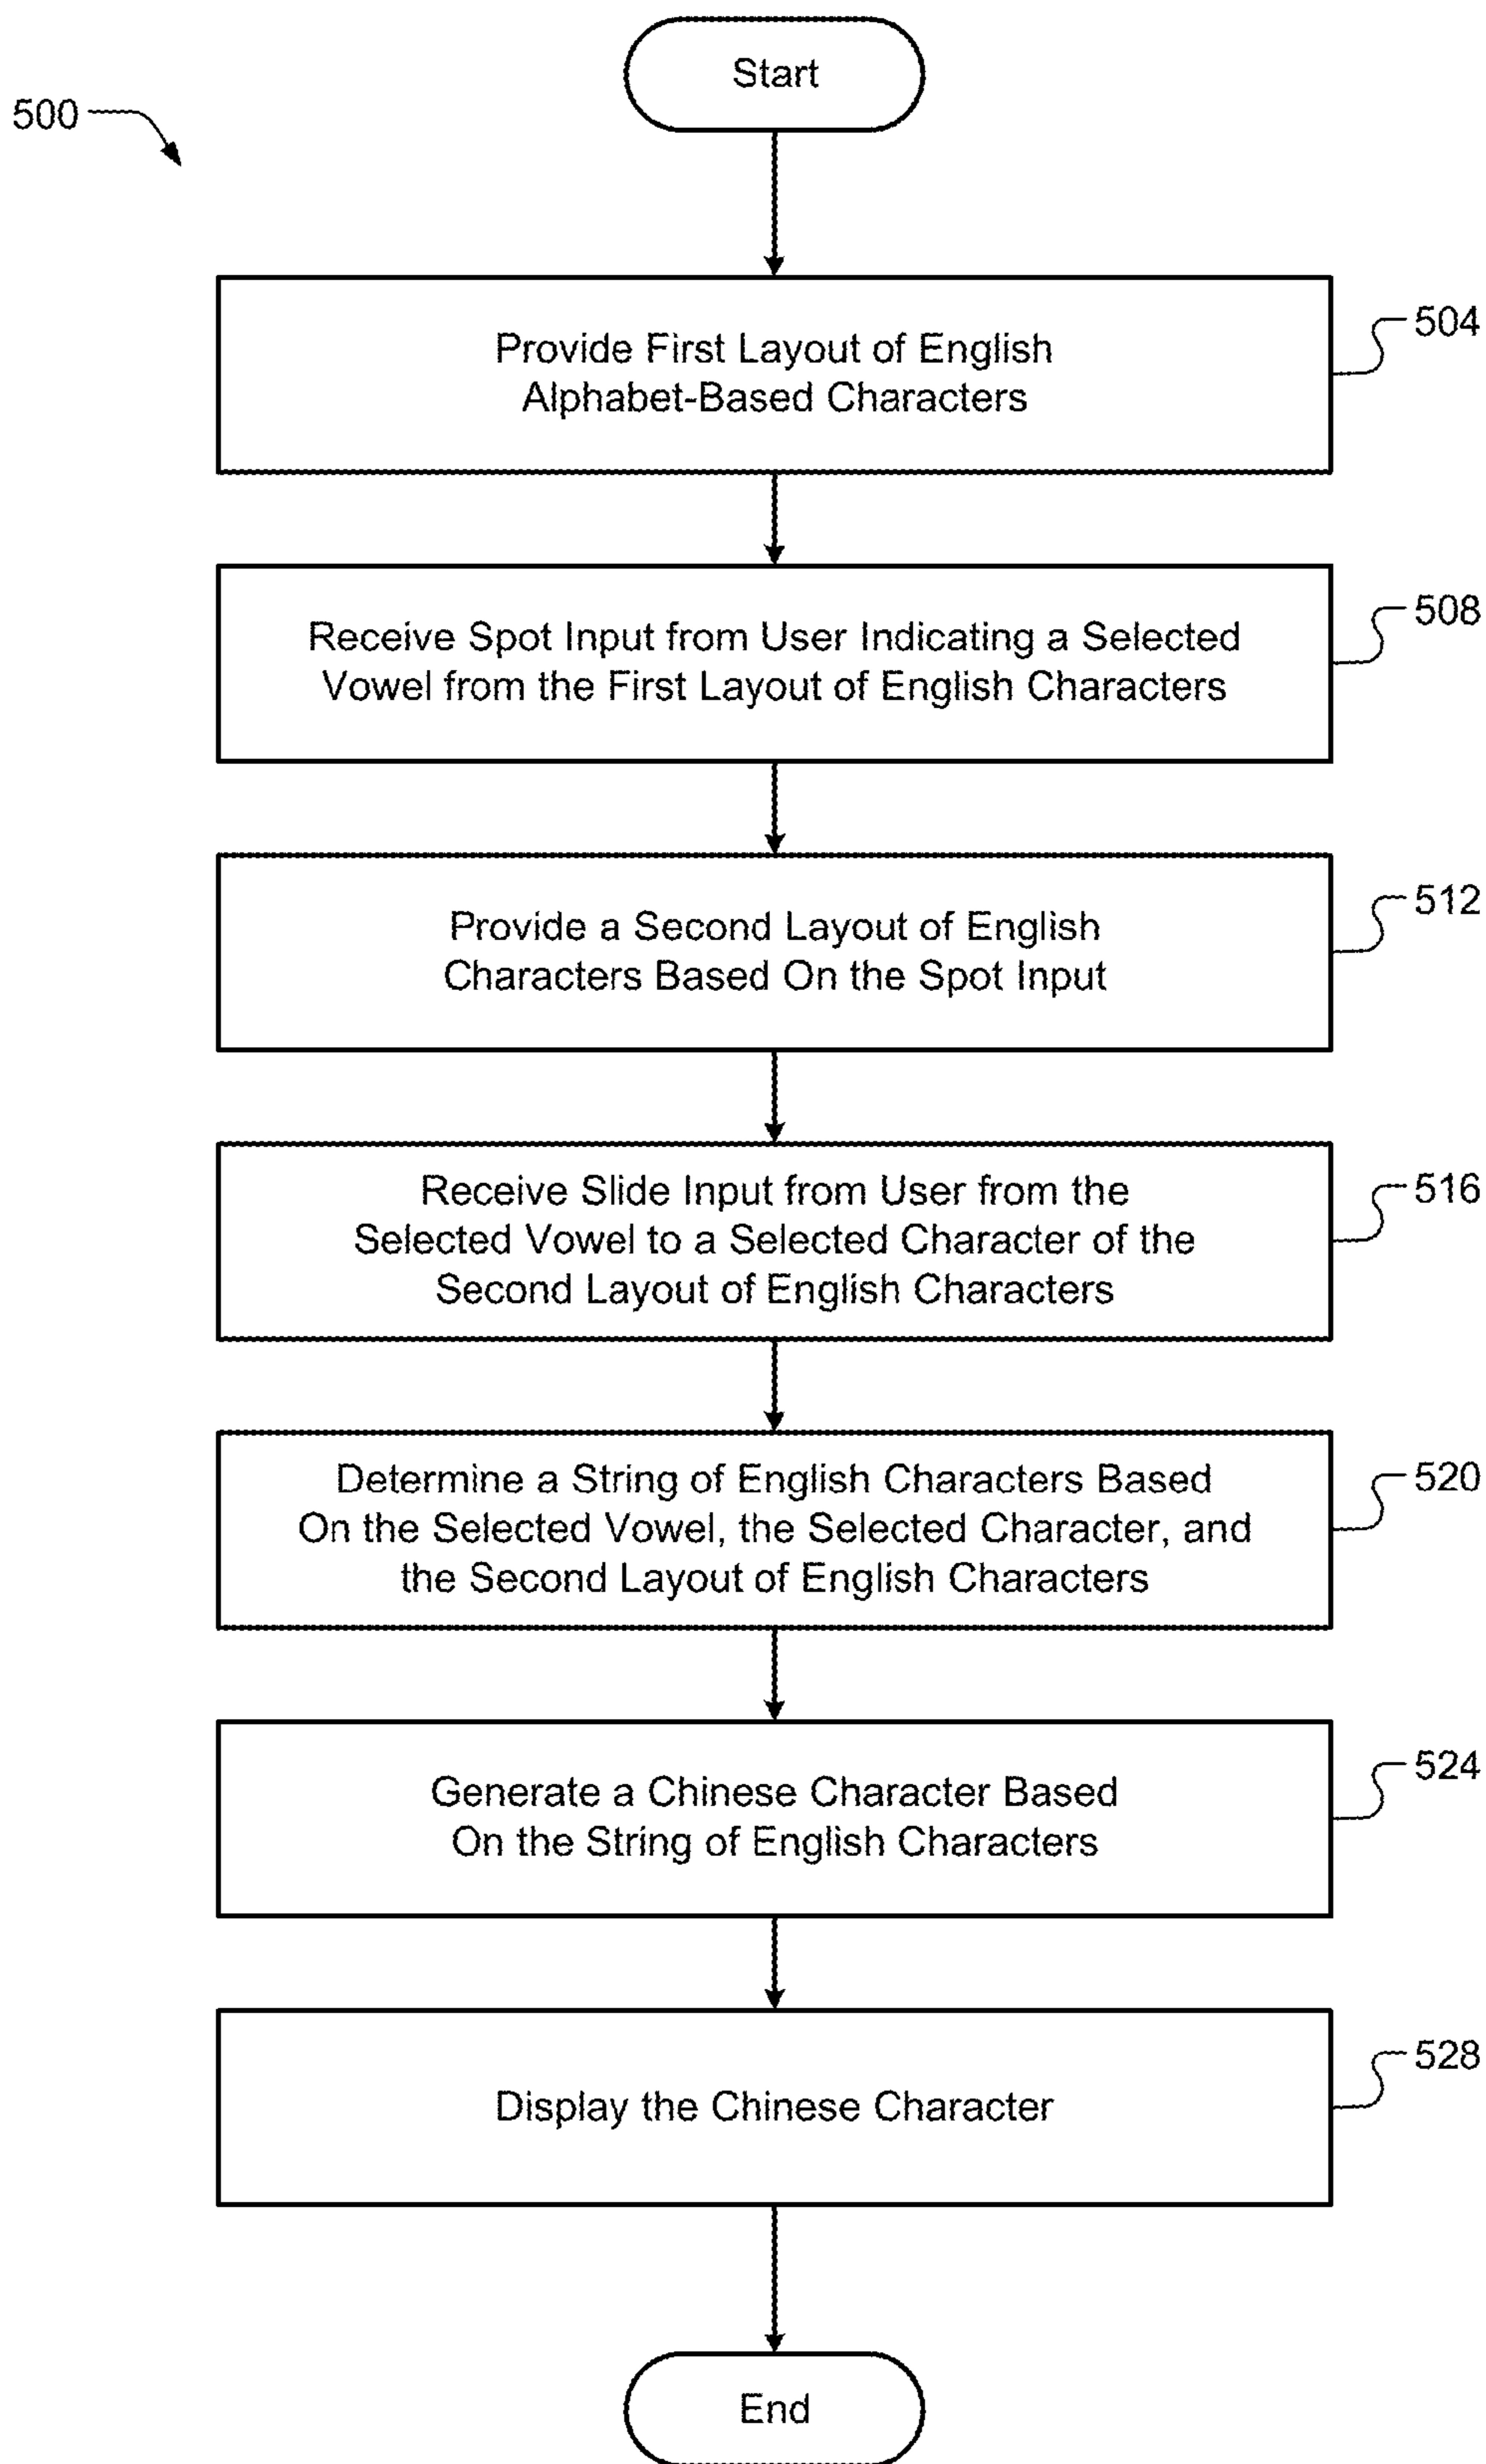 Start
500
Provide First Layout of English
Alphabet-Based Characters
504
Receive Spot Input from User Indicating a Selected
Vowel from the First Layout of English Characters
508
Provide a Second Layout of English
Characters Based On the Spot Input
512
Receive Slide Input from User from the
Selected Vowel to a Selected Character of the
Second Layout of English Characters
516
Determine a String of English Characters Based
On the Selected Vowel, the Selected Character, and
the Second Layout of English Characters
520
Generate a Chinese Character Based
On the String of English Characters
524
Display the Chinese Character
528
End